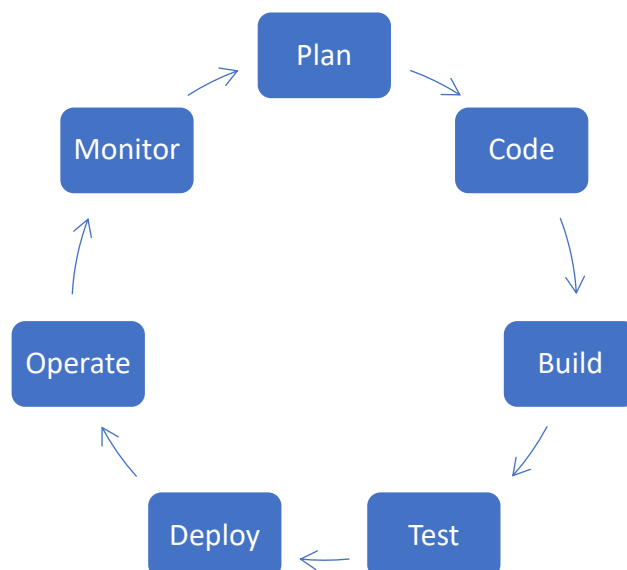 Plan
Code
Build
Test
Deploy
Operate
Monitor